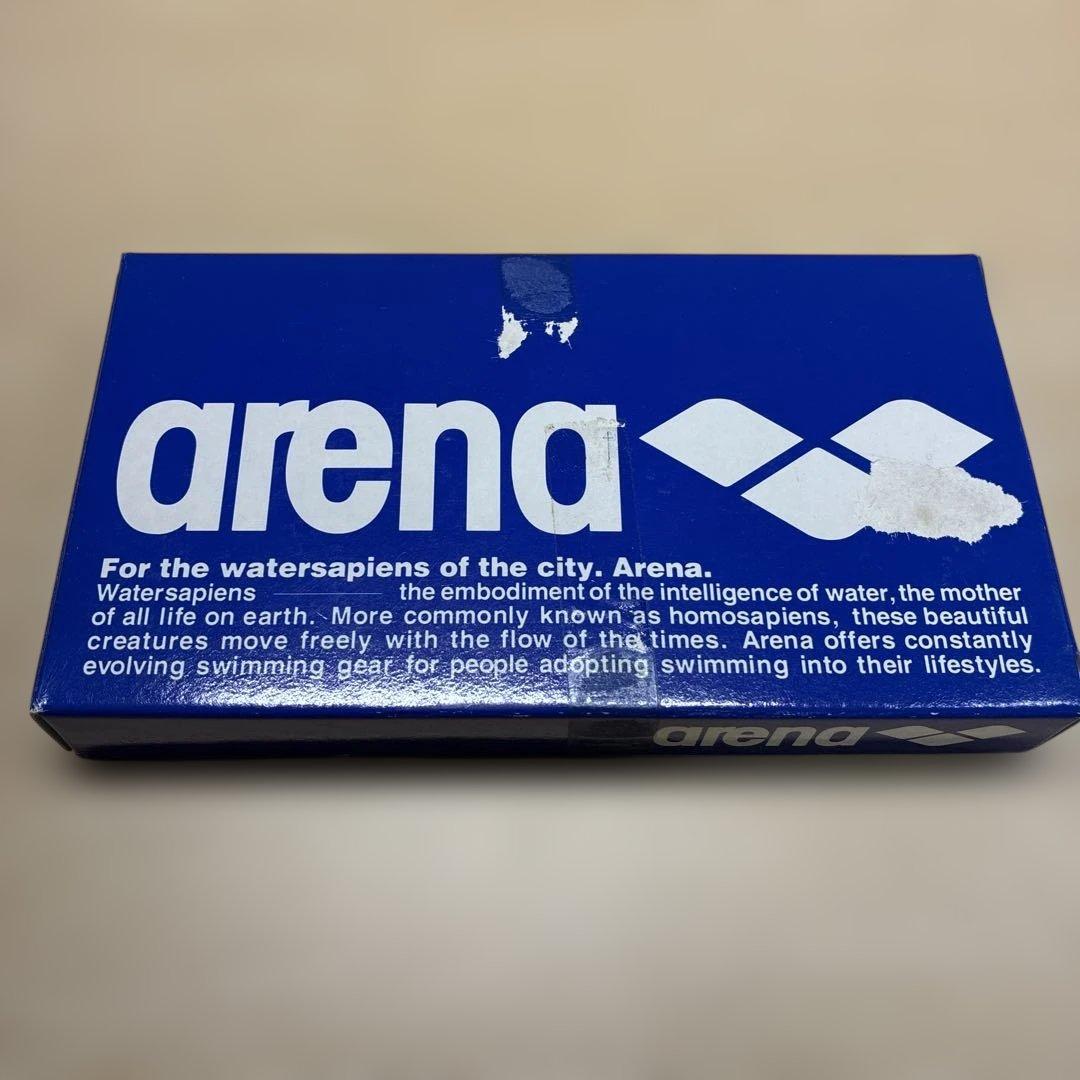 arena
For the watersapiens of the city. Arena.
Watersapiens ———— the embodiment of the intelligence of water, the mother
of all life on earth. More commonly known as homosapiens, these beautiful
creatures move freely with the flow of the times. Arena offers constantly
evolving swimming gear for people adopting swimming into their lifestyles.
arena